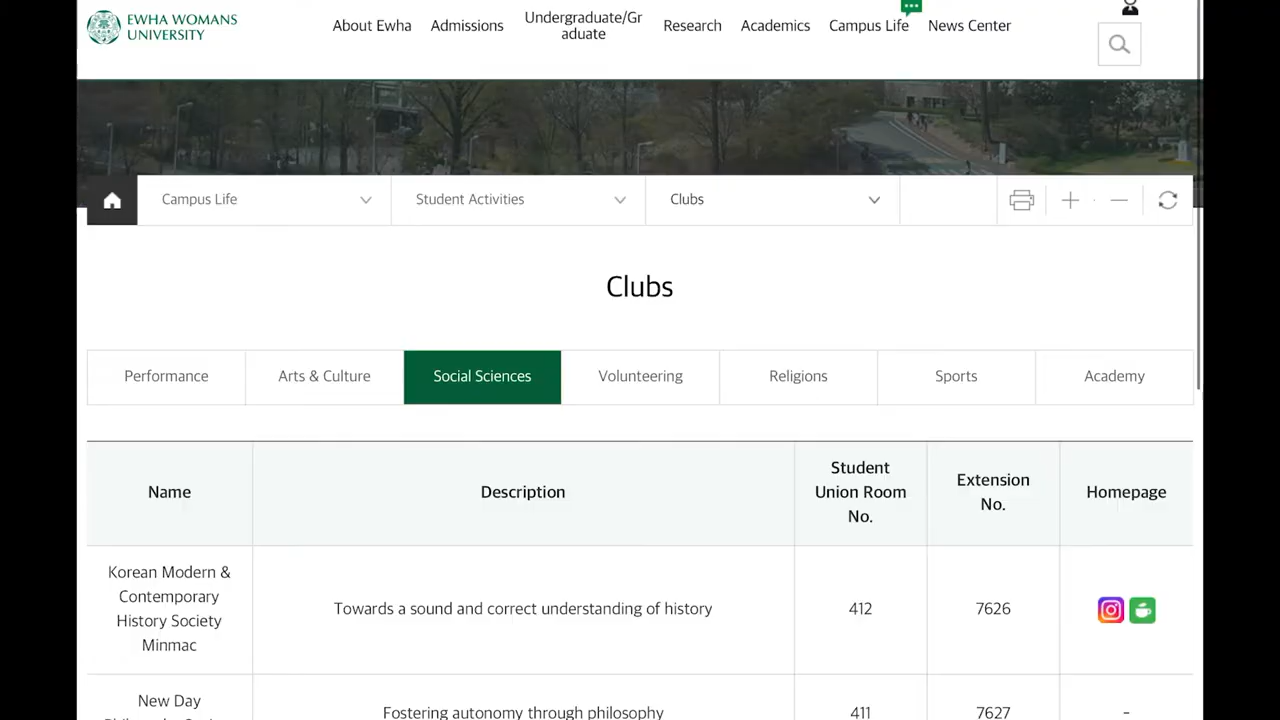 EWHA WOMANS
UNIVERSITY
About Ewha
Admissions
Undergraduate/Gr
aduate
Research
Academics
Campus Life
News Center
Campus Life
Student Activities
Clubs
Clubs
Performance
Arts & Culture
Social Sciences
Volunteering
Religions
Sports
Academy
Name
Description
Student
Union Room
No.
Extension
No.
Homepage
Korean Modern &
Contemporary
History Society
Minmac
Towards a sound and correct understanding of history
412
7626
New Day
Fostering autonomy through philosophy
411
7627
-